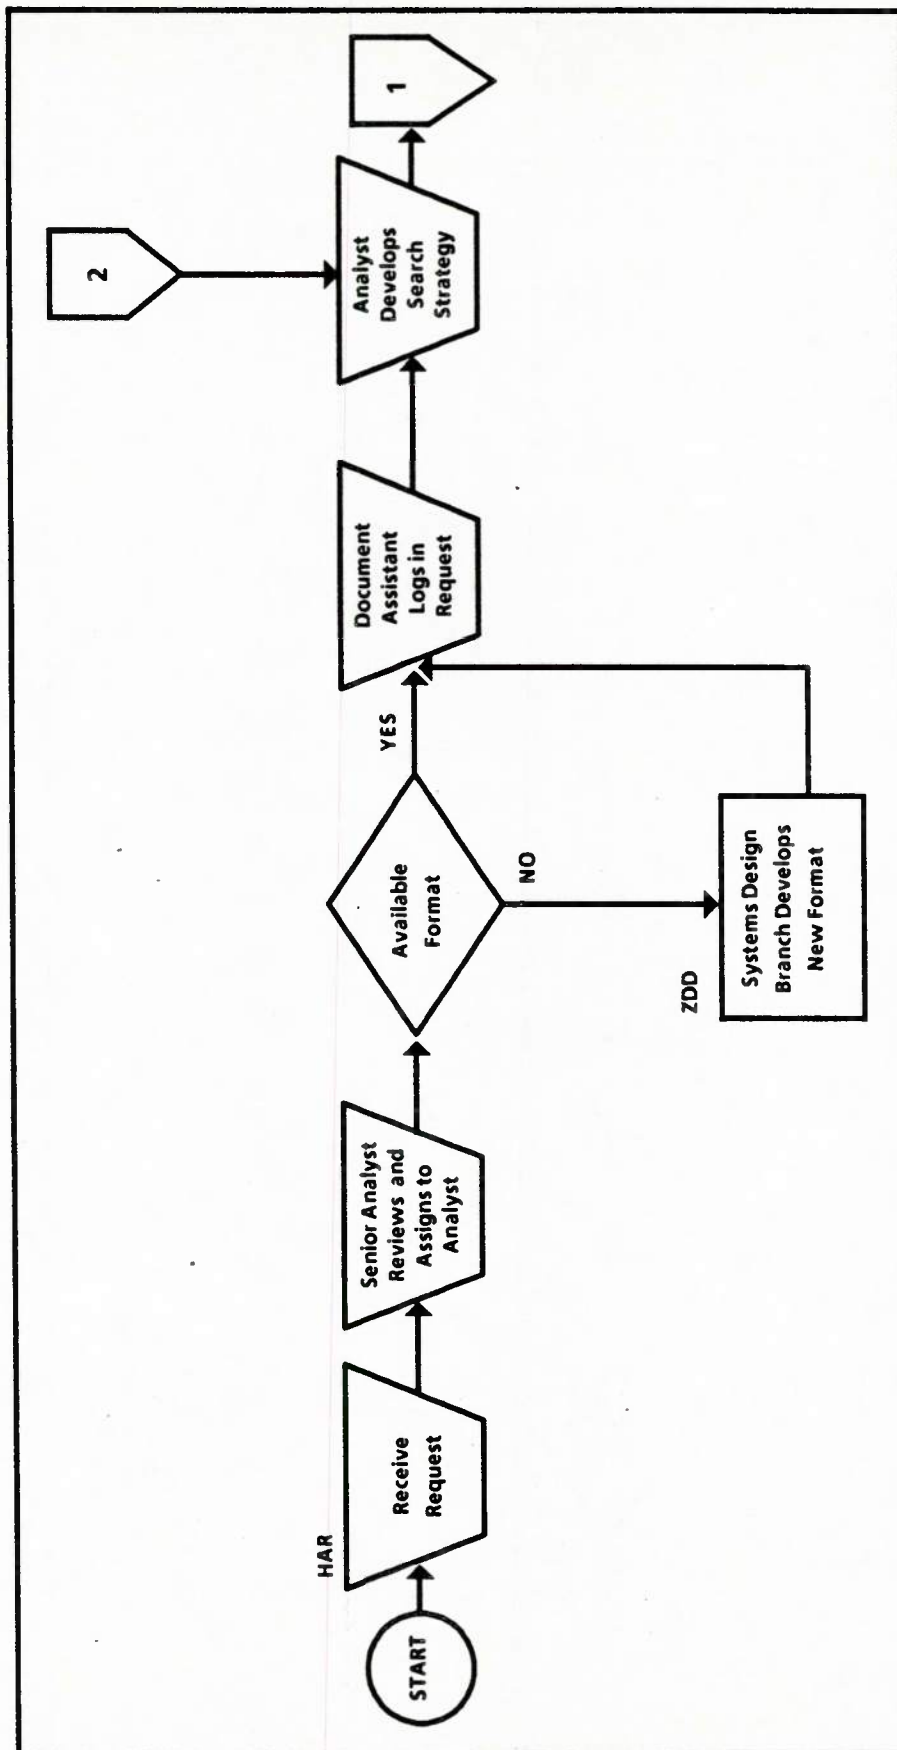 START
HAR
Receive
Request
Senior Analyst
Reviews and
Assigns to
Analyst
Available
Format
YES
NO
ZDD
Systems Design
Branch Develops
New Format
Document
Assistant
Logs in
Request
2
Analyst
Develops
Search
Strategy
1